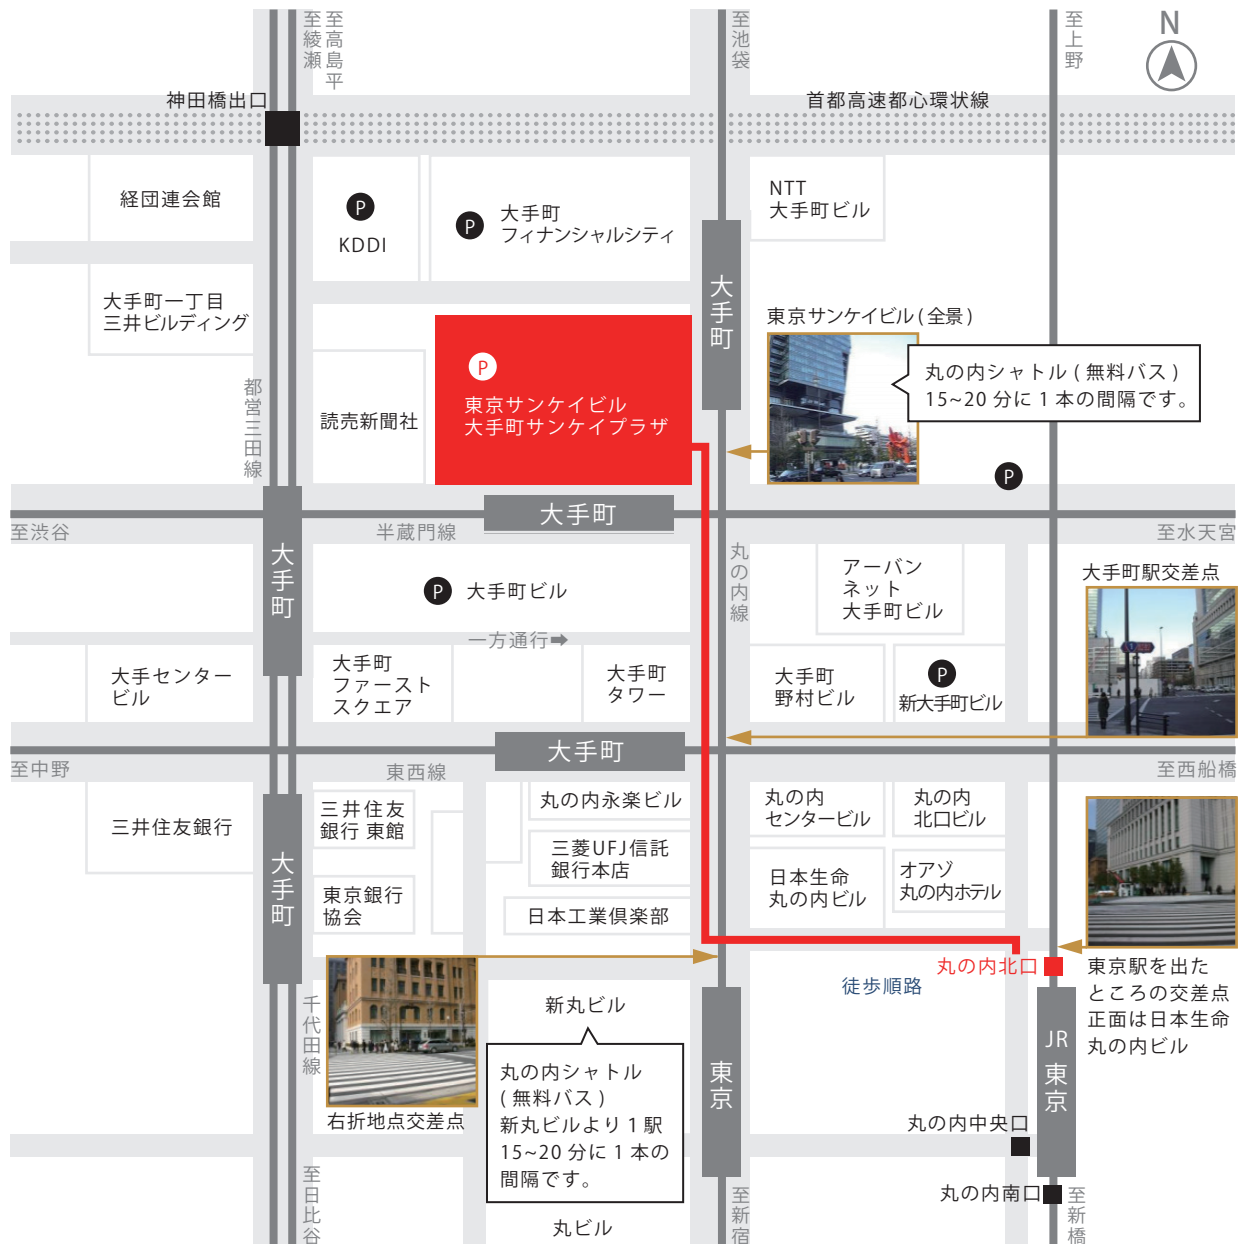 至綾瀬
至高島平
至池袋
至上野
N
神田橋出口
首都高速都心環状線
経団連会館
P
KDDI
P
大手町
フィナンシャルシティ
NTT
大手町ビル
大手町一丁目
三井ビルディング
大手町
東京サンケイビル(全景)
丸の内シャトル(無料バス)
15~20分に1本の間隔です。
P
東京サンケイビル
大手町サンケイプラザ
都営三田線
読売新聞社
P
大手町
至渋谷
半蔵門線
至水天宮
大手町
丸の内線
P
大手町ビル
アーバン
ネット
大手町ビル
大手町駅交差点
一方通行➡
大手センター
ビル
大手町
ファースト
スクエア
大手町
タワー
大手町
野村ビル
P
新大手町ビル
大手町
至中野
東西線
至西船橋
三井住友銀行
三井住友
銀行 東館
丸の内永楽ビル
丸の内
センタービル
丸の内
北口ビル
大手町
三菱UFJ信託
銀行本店
日本生命
丸の内ビル
オアゾ
丸の内ホテル
東京銀行
協会
日本工業倶楽部
丸の内北口
徒歩順路
東京駅を出た
ところの交差点
正面は日本生命
丸の内ビル
千代田線
新丸ビル
丸の内シャトル
(無料バス)
新丸ビルより1駅
15~20分に1本の
間隔です。
東京
JR
東京
右折地点交差点
丸の内中央口
丸の内南口
至日比谷
丸ビル
至新宿
至新橋